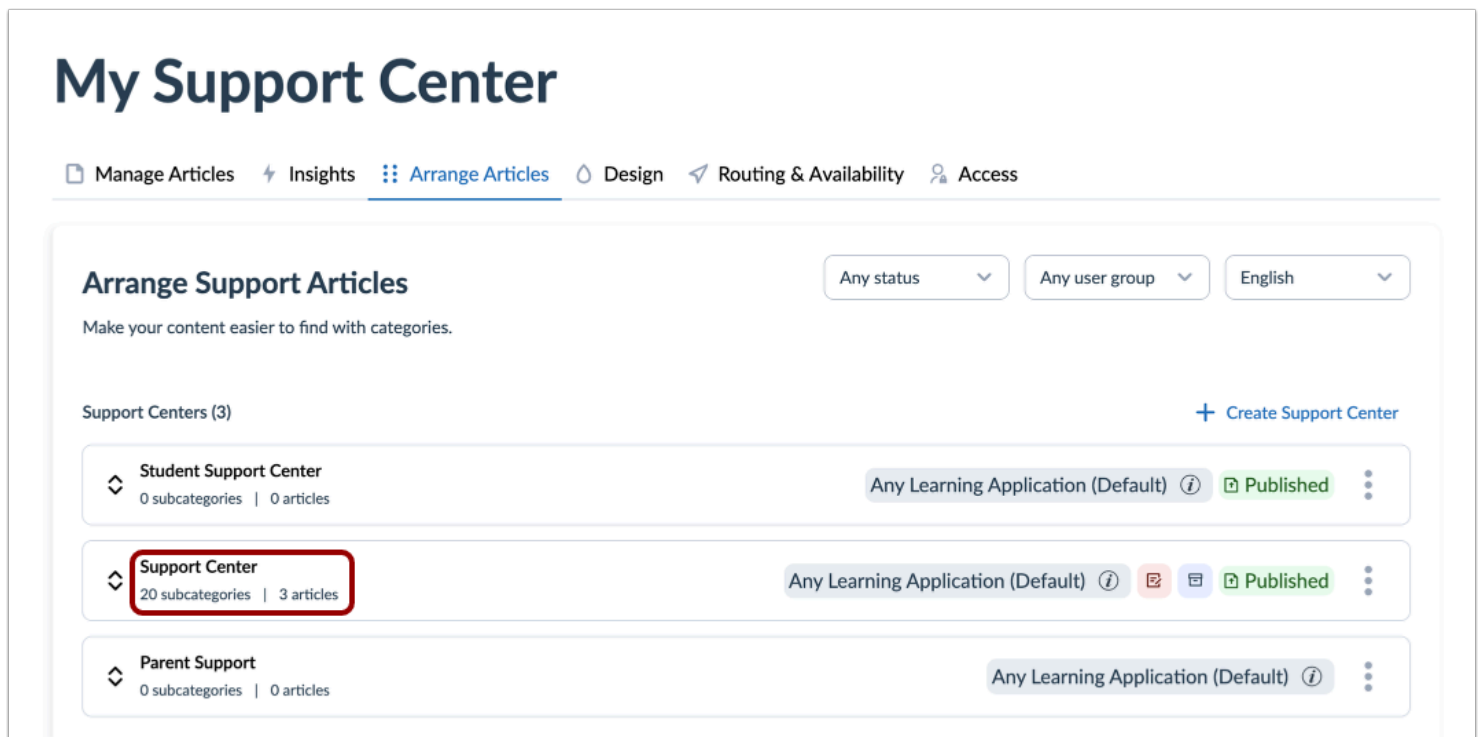 My Support Center
Manage Articles Insights Arrange Articles Design Routing & Availability Access
Arrange Support Articles
Any status Any user group English
Make your content easier to find with categories.
Support Centers (3)
Create Support Center
Student Support Center
0 subcategories | 0 articles
Any Learning Application (Default) Published
Support Center
20 subcategories | 3 articles
Any Learning Application (Default) Published
Parent Support
0 subcategories | 0 articles
Any Learning Application (Default)